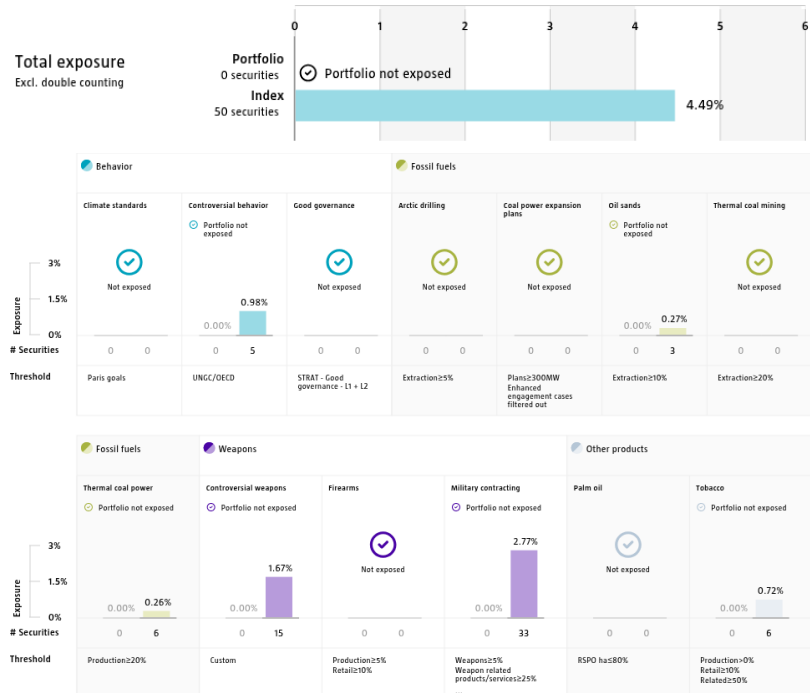 0 1 2 3 4 5 6
Total exposure
Excl. double counting
Portfolio
0 securities
Portfolio not exposed
Index
50 securities
4.49%
Behavior
Fossil fuels
Climate standards
Controversial behavior
Good governance
Arctic drilling
Coal power expansion
plans
Oil sands
Thermal coal mining
Portfolio not
exposed
Portfolio not
exposed
Not exposed
Not exposed
Not exposed
Not exposed
Not exposed
Exposure
3%
1.5%
0%
0.00% 0.98%
0.00% 0.27%
# Securities 0 0 0 5 0 0 0 0 0 0 0 3 0 0
Threshold
Paris goals
UNGC/OECD
STRAT - Good
governance - L1 + L2
Extraction≥5%
Plans≥300MW
Enhanced
engagement cases
filtered out
Extraction≥10%
Extraction≥20%
Fossil fuels
Weapons
Other products
Thermal coal power
Controversial weapons
Firearms
Military contracting
Palm oil
Tobacco
Portfolio not exposed
Portfolio not exposed
Portfolio not exposed
Portfolio not exposed
Not exposed
Not exposed
Exposure
3%
1.5%
0%
0.00% 0.26%
0.00% 1.67%
0.00% 2.77%
0.00% 0.72%
# Securities 0 6 0 15 0 0 0 33 0 0 0 6
Threshold
Production≥20%
Custom
Production≥5%
Retail≥10%
Weapons≥5%
Weapon related
products/services≥25%
RSPO ha≤80%
Production>0%
Retail≥10%
Related≥50%